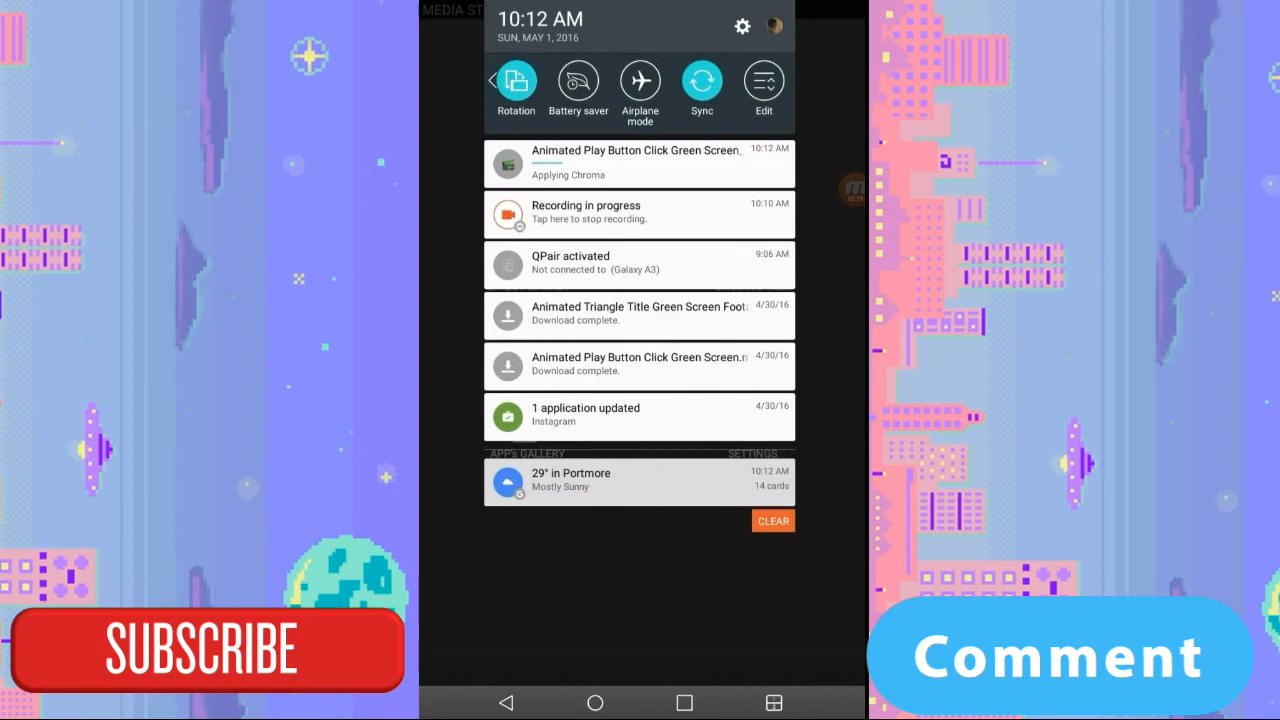 MEDIA ST
10:12 AM
SUN, MAY 1, 2016
Rotation
Battery saver
Airplane
mode
Sync
Edit
Animated Play Button Click Green Screen_
10:12 AM
Applying Chroma
Recording in progress
10:10 AM
Tap here to stop recording.
QPair activated
9:06 AM
Not connected to (Galaxy A3)
Animated Triangle Title Green Screen Foot
4/30/16
Download complete.
Animated Play Button Click Green Screen.m
4/30/16
Download complete.
1 application updated
4/30/16
Instagram
APP's GALLERY
SETTINGS
29° in Portmore
10:12 AM
Mostly Sunny
14 cards
CLEAR
SUBSCRIBE
Comment